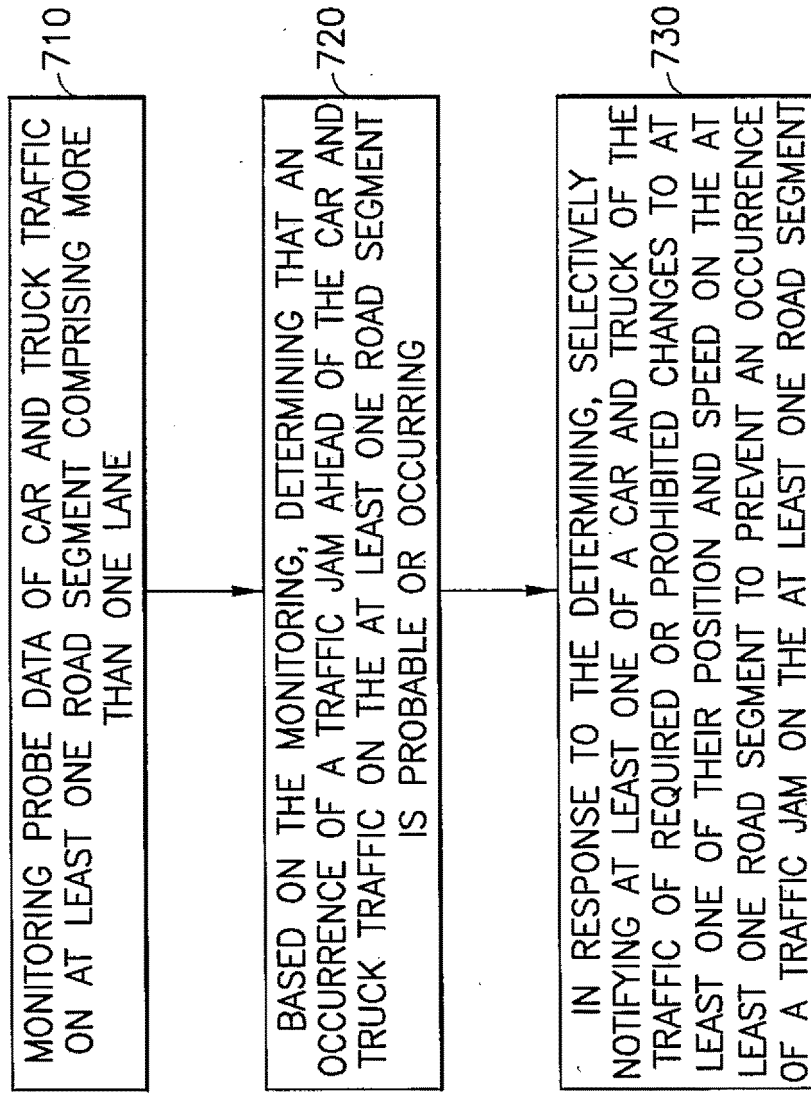 MONITORING PROBE DATA OF CAR AND TRUCK TRAFFIC
ON AT LEAST ONE ROAD SEGMENT COMPRISING MORE
THAN ONE LANE
710
BASED ON THE MONITORING, DETERMINING THAT AN
OCCURRENCE OF A TRAFFIC JAM AHEAD OF THE CAR AND
TRUCK TRAFFIC ON THE AT LEAST ONE ROAD SEGMENT
IS PROBABLE OR OCCURRING
720
IN RESPONSE TO THE DETERMINING, SELECTIVELY
NOTIFYING AT LEAST ONE OF A CAR AND TRUCK OF THE
TRAFFIC OF REQUIRED OR PROHIBITED CHANGES TO AT
LEAST ONE OF THEIR POSITION AND SPEED ON THE AT
LEAST ONE ROAD SEGMENT TO PREVENT AN OCCURRENCE
OF A TRAFFIC JAM ON THE AT LEAST ONE ROAD SEGMENT
730